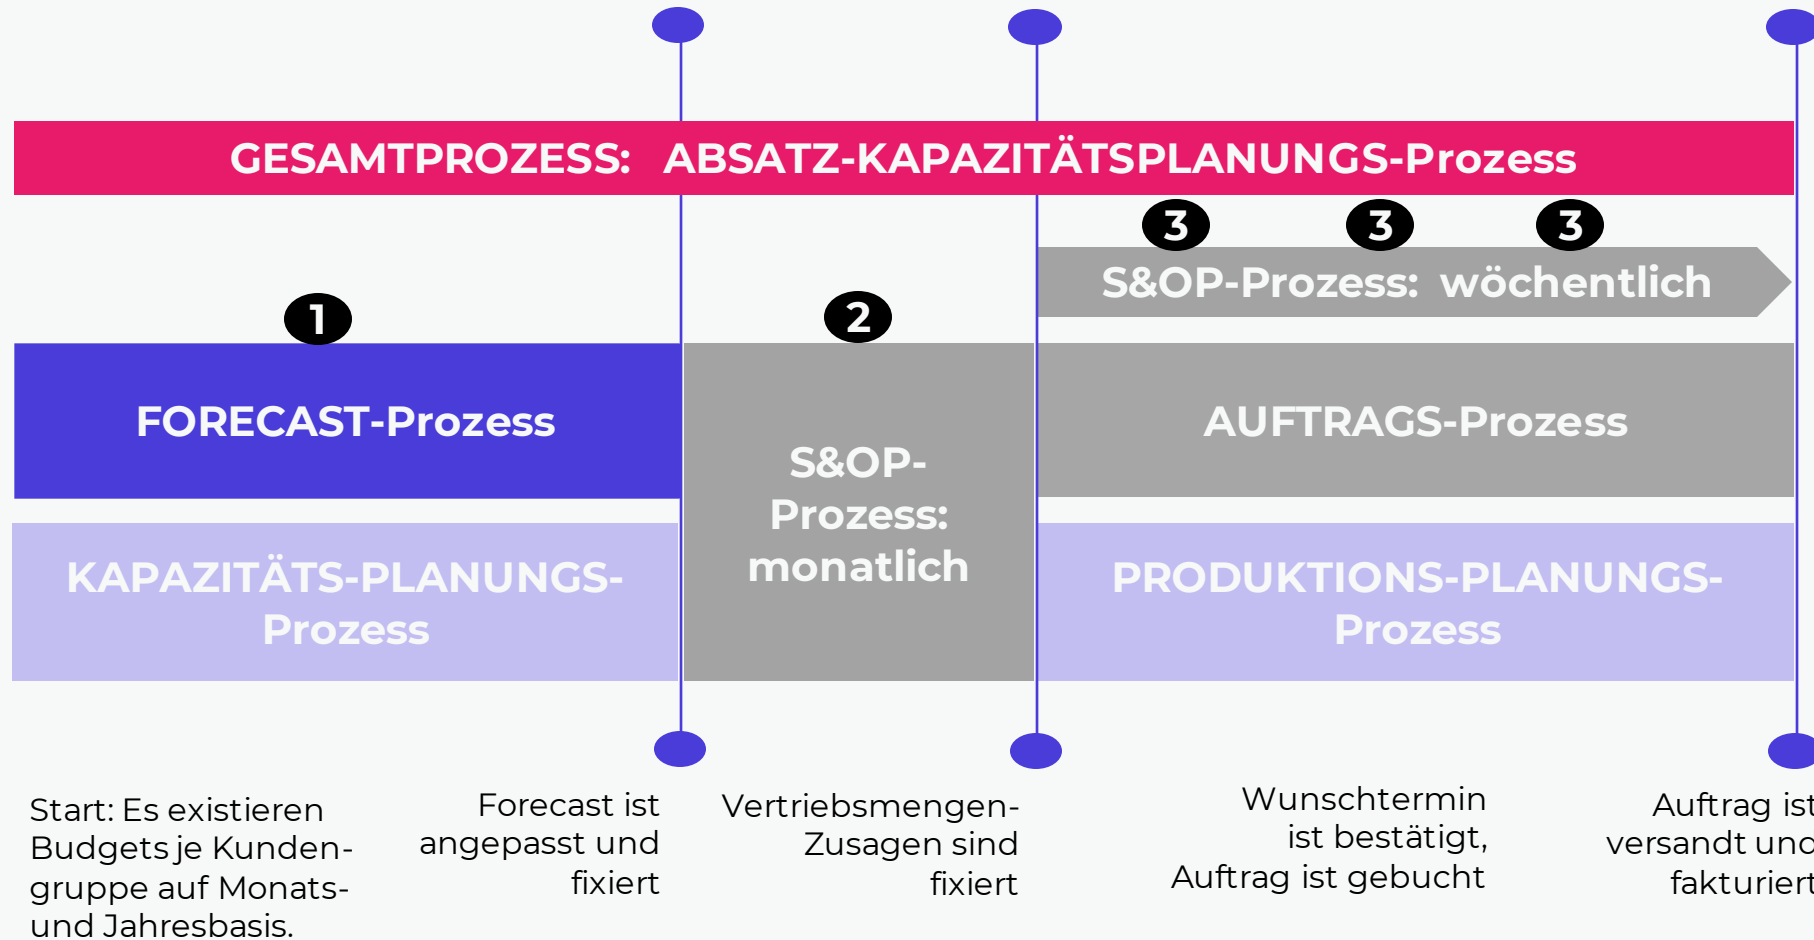 GESAMTPROZESS: ABSATZ-KAPAZITÄTSPLANUNGS-Prozess
3 3 3
S&OP-Prozess: wöchentlich
1
2
FORECAST-Prozess
S&OP-
Prozess:
monatlich
AUFTRAGS-Prozess
KAPAZITÄTS-PLANUNGS-
Prozess
PRODUKTIONS-PLANUNGS-
Prozess
Start: Es existieren
Budgets je Kunden-
gruppe auf Monats-
und Jahresbasis.
Forecast ist
angepasst und
fixiert
Vertriebsmengen-
Zusagen sind
fixiert
Wunschtermin
ist bestätigt,
Auftrag ist gebucht
Auftrag ist
versandt und
fakturiert